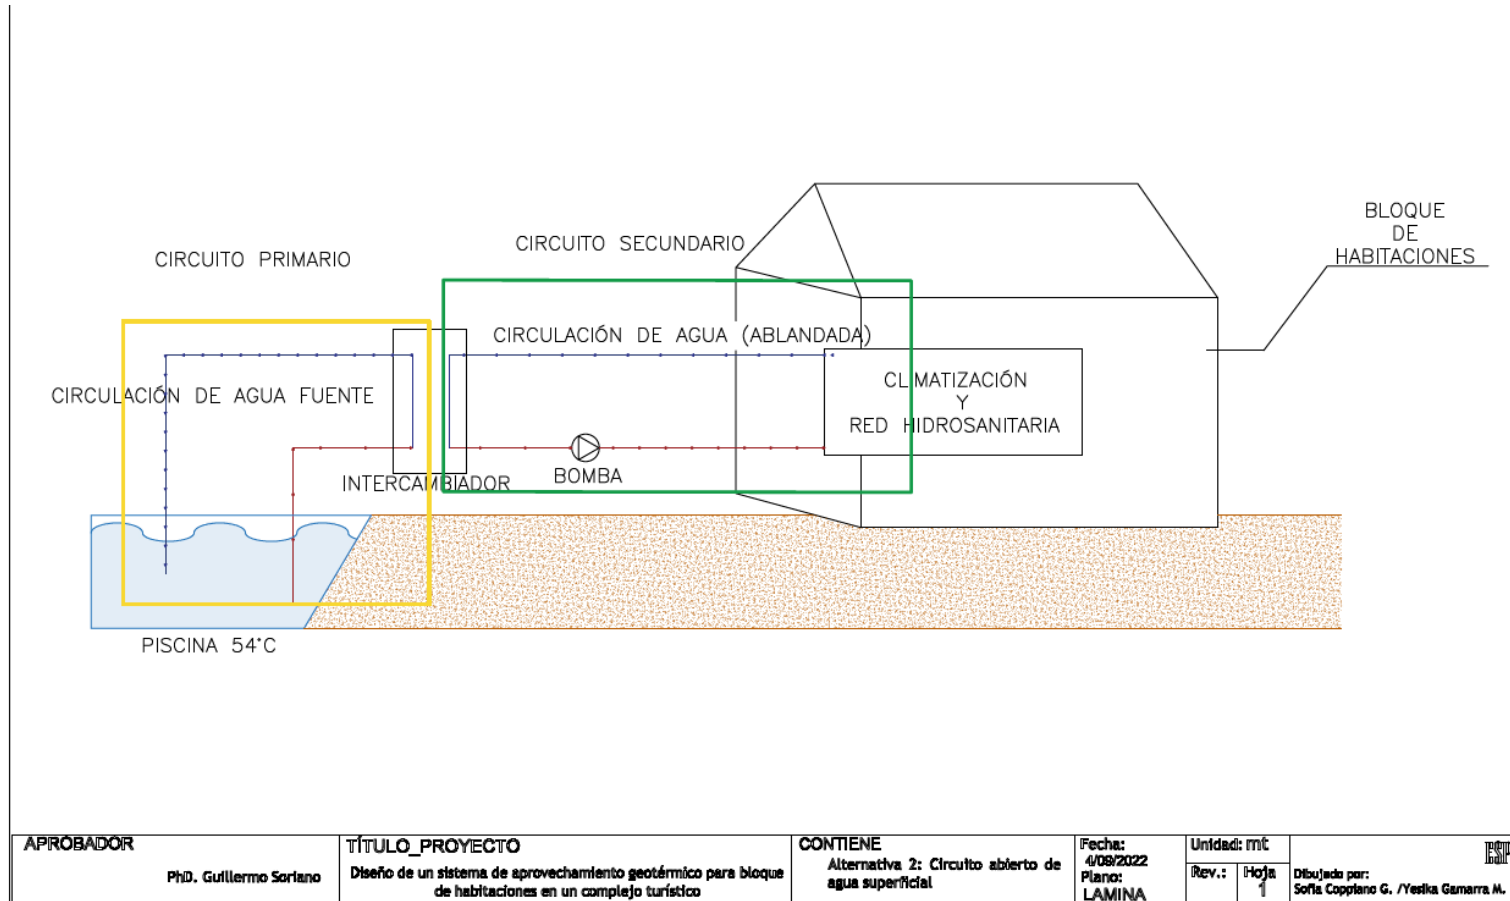 BLOQUE
DE
HABITACIONES
CIRCUITO SECUNDARIO
CIRCUITO PRIMARIO
CIRCULACIÓN DE AGUA (ABLANDADA)
CIRCULACIÓN DE AGUA FUENTE
CLIMATIZACIÓN
Y
RED HIDROSANITARIA
INTERCAMBIADOR
BOMBA
PISCINA 54°C
APROBADOR
PhD. Guillermo Soriano
TÍTULO_PROYECTO
Diseño de un sistema de aprovechamiento geotérmico para bloque
de habitaciones en un complejo turístico
CONTIENE
Alternativa 2: Circuito abierto de
agua superficial
Fecha:
4/09/2022
Plano:
LAMINA
Unidad: mt
Rev.:
Hoja
1
ESP
Dibujado por:
Sofía Coppiano G. /Yesika Gamarra M.